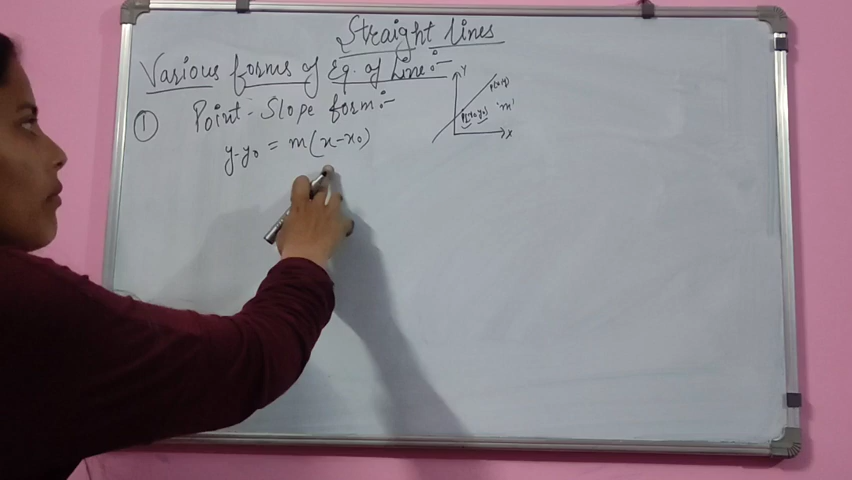 Straight lines
Various forms of Eq. of Line:-
① Point-Slope form:-
y-y₀ = m(x-x₀)
Y
P(x,y)
'm'
X